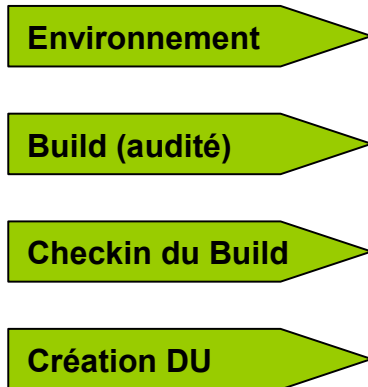 Environnement
Build (audité)
Checkin du Build
Création DU